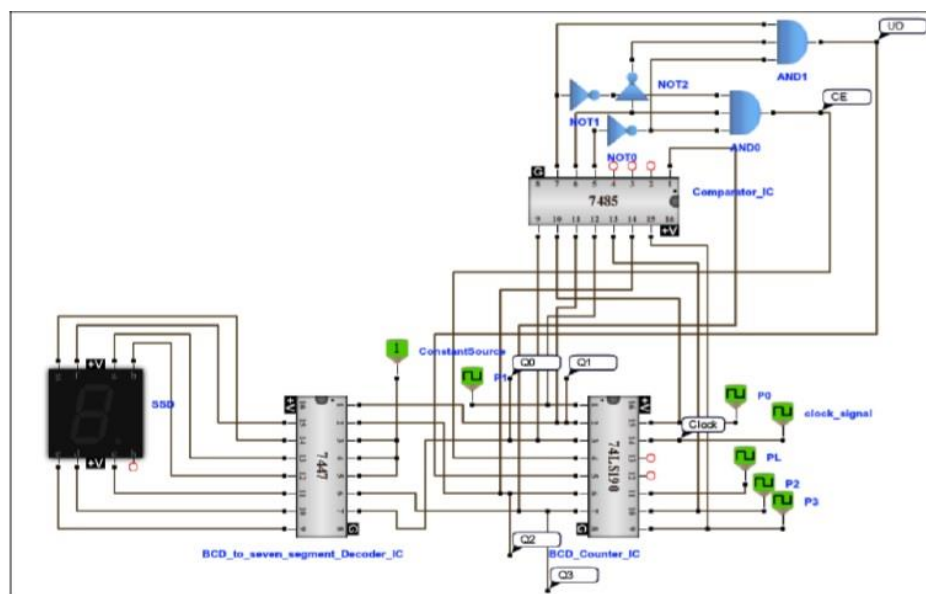 UD
AND1
NOT2
CE
NOT1
NOT0
AND0
G
8 7 6 5 4 3 2 1
Comparator_IC
7485
9 10 11 12 13 14 15 16
+V
1
ConstantSource
Q0
Q1
P1
P0
clock_signal
Clock
+V
SSD
+V
+V
7447
G
+V
74LS190
G
PL
P2
P3
BCD_to_seven_segment_Decoder_IC
Q2
BCD_Counter_IC
Q3